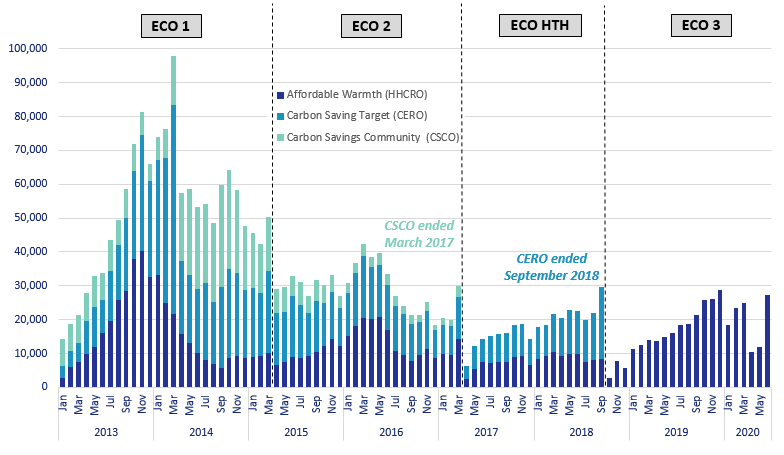 ECO 1
ECO 2
ECO HTH
ECO 3
100,000
90,000
80,000
70,000
60,000
50,000
40,000
30,000
20,000
10,000
0
Affordable Warmth (HHCRO)
Carbon Saving Target (CERO)
Carbon Savings Community (CSCO)
CSCO ended
March 2017
CERO ended
September 2018
Jan Mar May Jul Sep Nov Jan Mar May Jul Sep Nov Jan Mar May Jul Sep Nov Jan Mar May Jul Sep Nov Jan Mar May Jul Sep Nov Jan Mar May Jul Sep Nov Jan Mar May Jul Sep Nov Jan Mar May
2013 2014 2015 2016 2017 2018 2019 2020